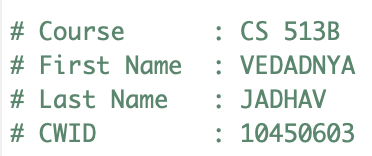 # Course      : CS 513B
# First Name  : VEDADNYA
# Last Name   : JADHAV
# CWID        : 10450603